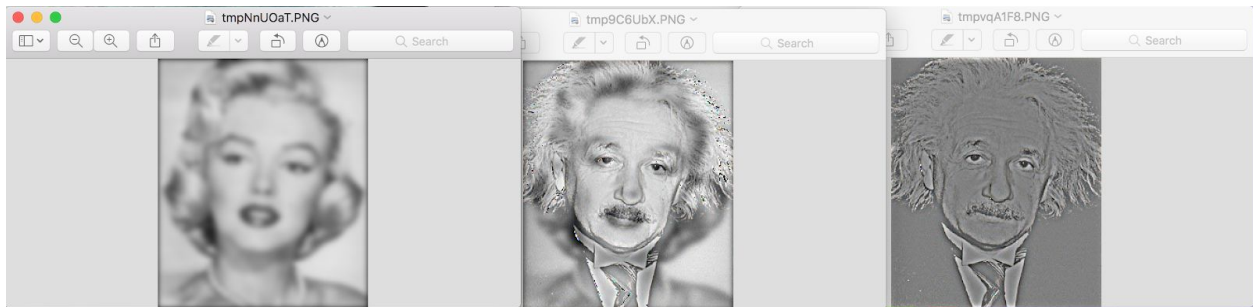 tmpNnUOaT.PNG
Search
tmp9C6UbX.PNG
Search
tmpvqA1F8.PNG
Search